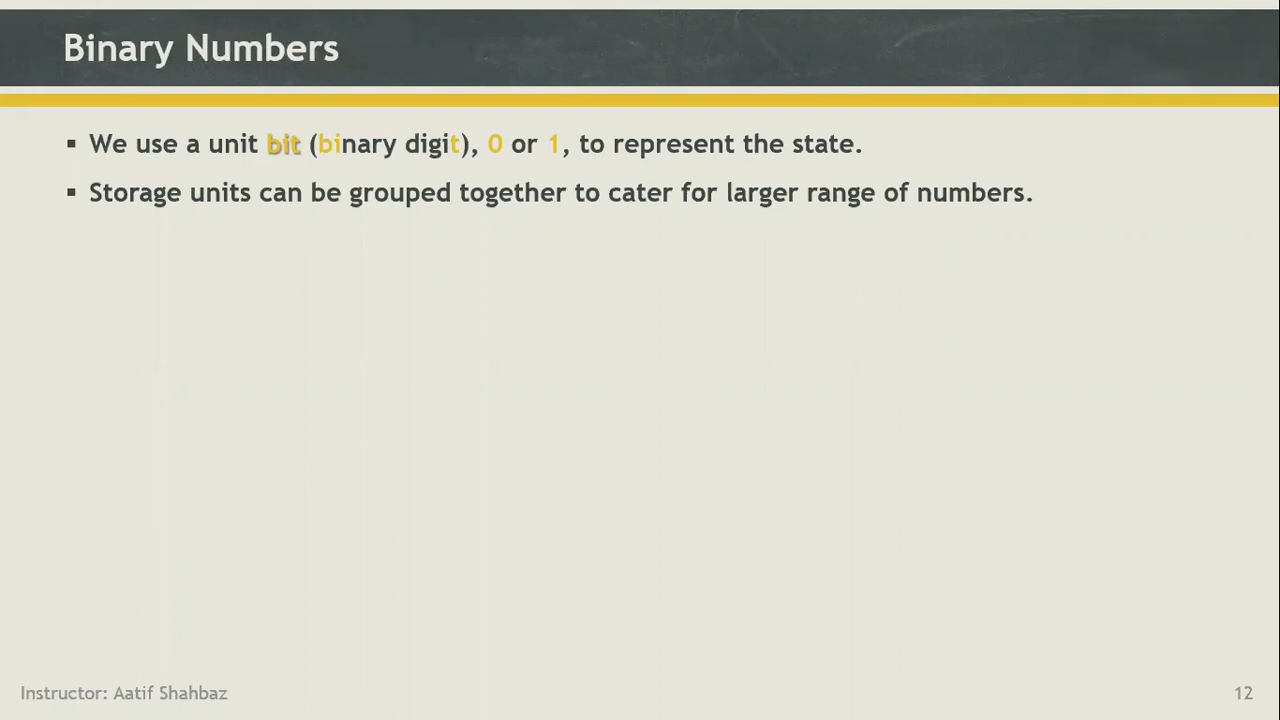 Binary Numbers
▪ We use a unit bit (binary digit), 0 or 1, to represent the state.
▪ Storage units can be grouped together to cater for larger range of numbers.
Instructor: Aatif Shahbaz
12